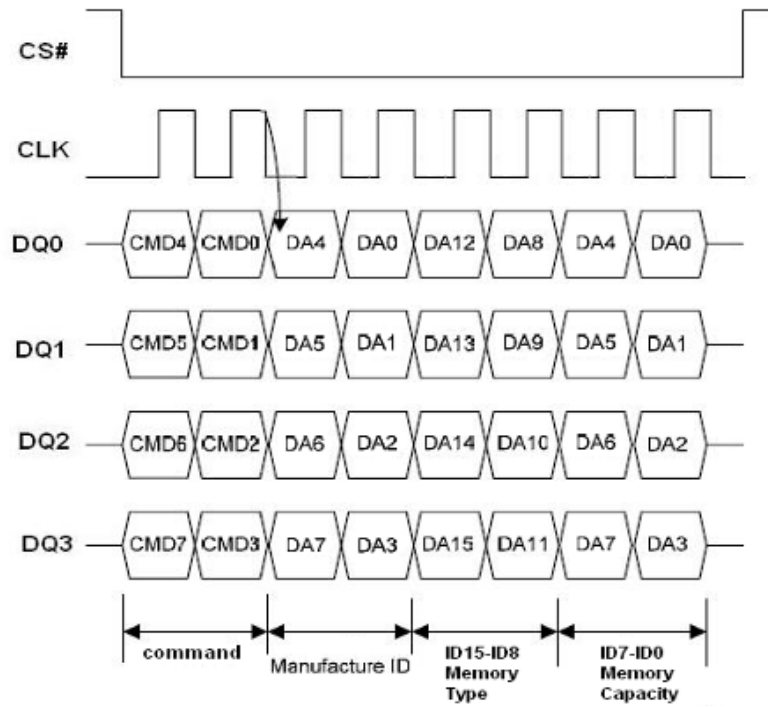 CS#
CLK
DQ0 CMD4 CMD0 DA4 DA0 DA12 DA8 DA4 DA0
DQ1 CMD5 CMD1 DA5 DA1 DA13 DA9 DA5 DA1
DQ2 CMD6 CMD2 DA6 DA2 DA14 DA10 DA6 DA2
DQ3 CMD7 CMD3 DA7 DA3 DA15 DA11 DA7 DA3
command
Manufacture ID
ID15-ID8
Memory
Type
ID7-ID0
Memory
Capacity